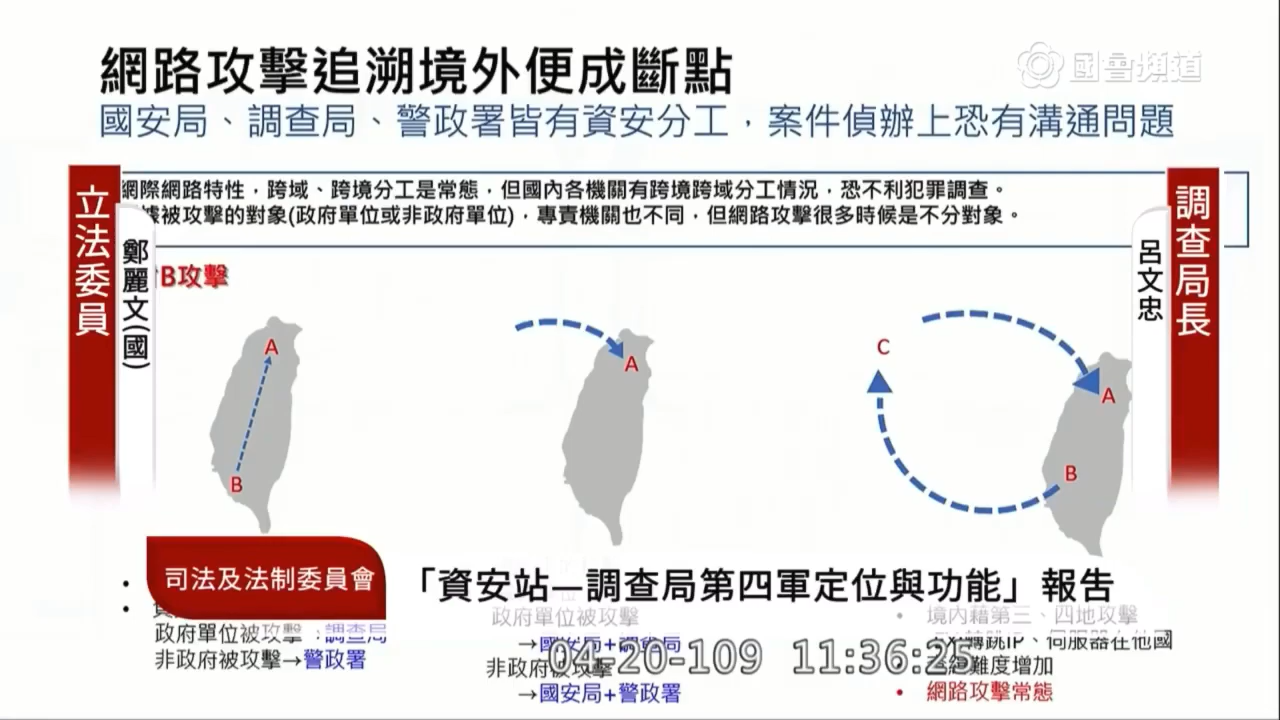 網路攻擊追溯境外便成斷點
國會頻道
國安局、調查局、警政署皆有資安分工，案件偵辦上恐有溝通問題
網際網路特性，跨域、跨境分工是常態，但國內各機關有跨境跨域分工情況，恐不利犯罪調查。
據被攻擊的對象(政府單位或非政府單位)，專責機關也不同，但網路攻擊很多時候是不分對象。
立法委員
鄭麗文(國)
調查局長
呂文忠
B攻擊
A
B
A
C
A
B
司法及法制委員會
「資安站—調查局第四軍定位與功能」報告
政府單位被攻擊→調查局
非政府被攻擊→警政署
政府單位被攻擊
→國安局+調查局
非政府被攻擊
→國安局+警政署
• 境內藉第三、四地攻擊
轉跳IP、伺服器在他國
難度增加
• 網路攻擊常態
04-20-109 11:36:25